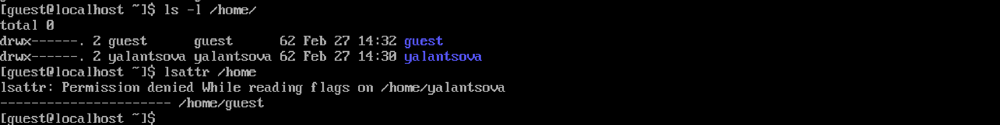 [guest@localhost ~]$ ls -l /home/
total 0
drwx------. 2 guest      guest      62 Feb 27 14:32 guest
drwx------. 2 yalantsova yalantsova 62 Feb 27 14:30 yalantsova
[guest@localhost ~]$ lsattr /home
lsattr: Permission denied While reading flags on /home/yalantsova
---------------------- /home/guest
[guest@localhost ~]$